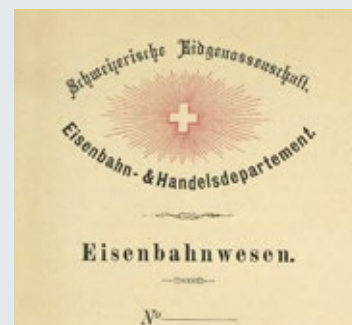 Schweizerische Eidgenossenschaft.
Eisenbahn- & Handelsdepartement.
Eisenbahnwesen.
No